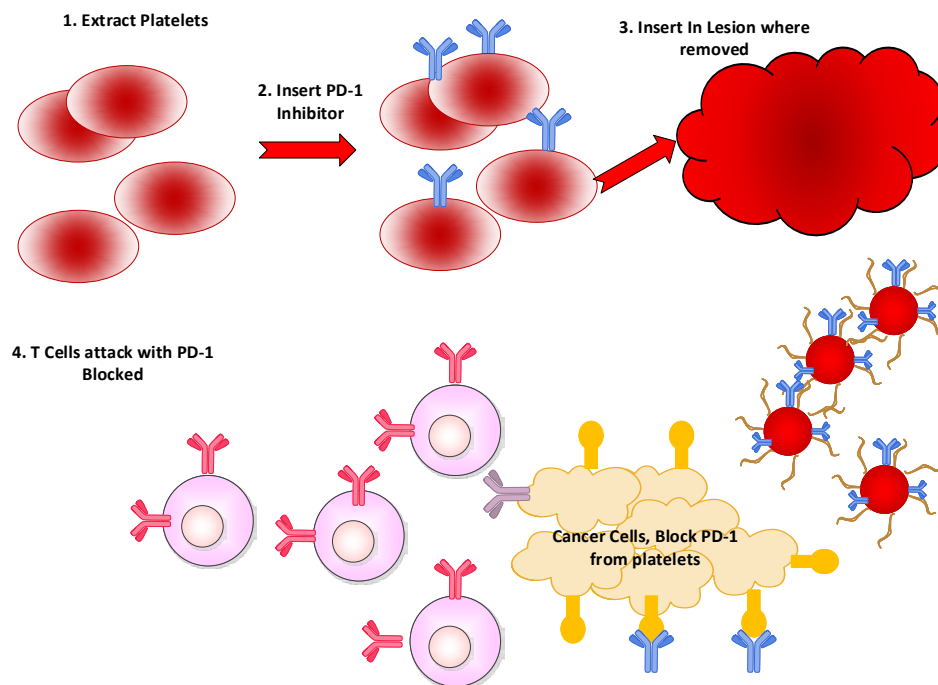 1. Extract Platelets
2. Insert PD-1
Inhibitor
3. Insert In Lesion where
removed
4. T Cells attack with PD-1
Blocked
Cancer Cells, Block PD-1
from platelets